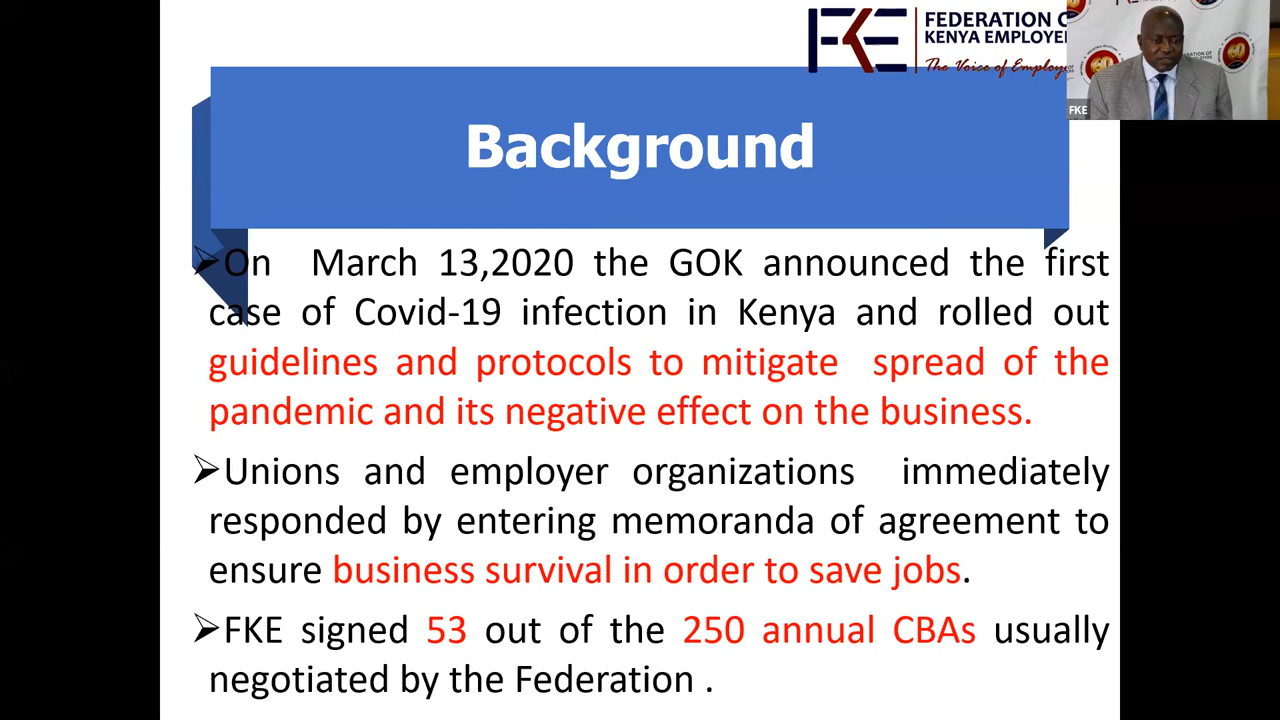 FEDERATION O
KENYA EMPLOYER
The Voice of Employe
FKE
Background
➢On March 13,2020 the GOK announced the first
case of Covid-19 infection in Kenya and rolled out
guidelines and protocols to mitigate spread of the
pandemic and its negative effect on the business.
➢Unions and employer organizations immediately
responded by entering memoranda of agreement to
ensure business survival in order to save jobs.
➢FKE signed 53 out of the 250 annual CBAs usually
negotiated by the Federation .